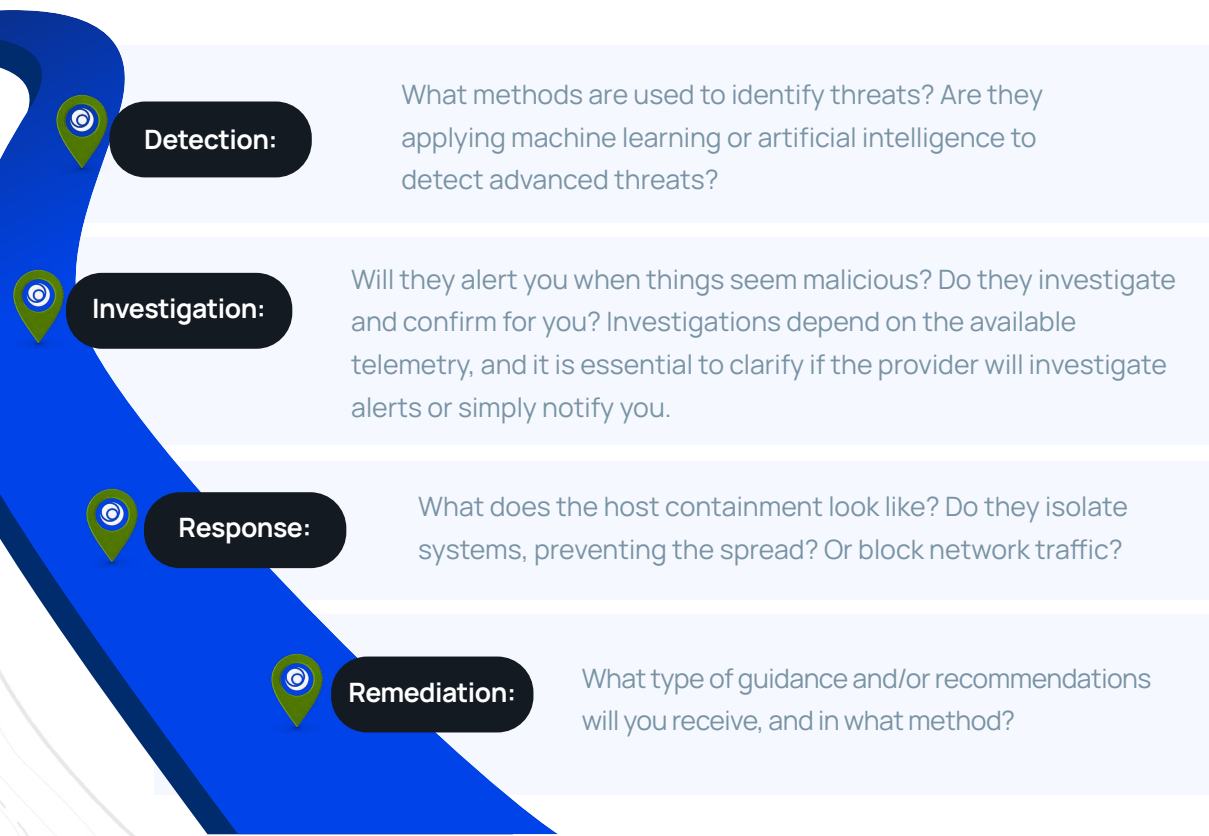 Detection:
What methods are used to identify threats? Are they
applying machine learning or artificial intelligence to
detect advanced threats?
Investigation:
Will they alert you when things seem malicious? Do they investigate
and confirm for you? Investigations depend on the available
telemetry, and it is essential to clarify if the provider will investigate
alerts or simply notify you.
Response:
What does the host containment look like? Do they isolate
systems, preventing the spread? Or block network traffic?
Remediation:
What type of guidance and/or recommendations
will you receive, and in what method?